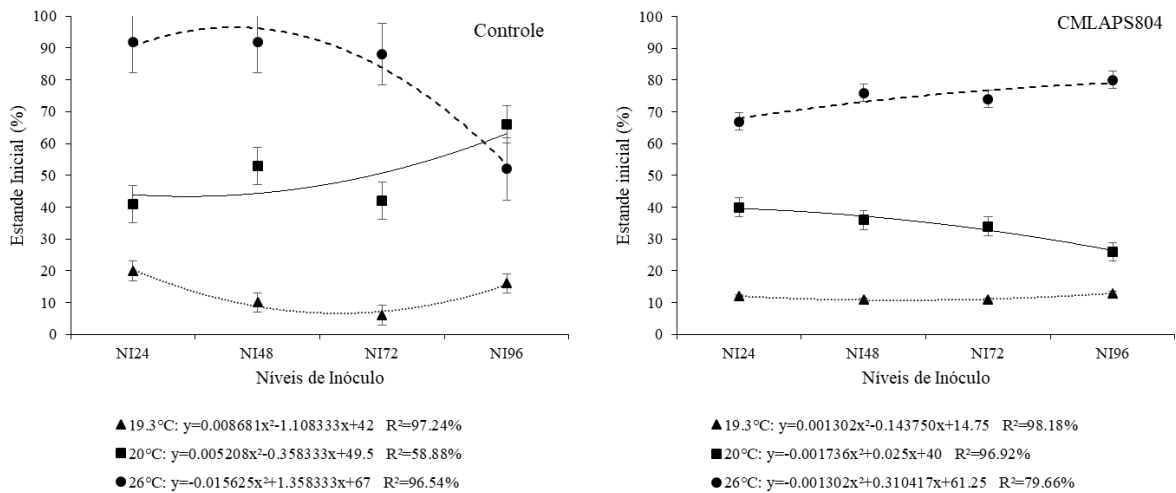 Controle
Estande Inicial (%)
100
90
80
70
60
50
40
30
20
10
0
NI24 NI48 NI72 NI96
Níveis de Inóculo
▲ 19.3°C: y=0.008681x²-1.108333x+42 R²=97.24%
■ 20°C: y=0.005208x²-0.358333x+49.5 R²=58.88%
● 26°C: y=-0.015625x²+1.358333x+67 R²=96.54%
CMLAPS804
Estande inicial (%)
100
90
80
70
60
50
40
30
20
10
0
NI24 NI48 NI72 NI96
Níveis de Inóculo
▲ 19.3°C: y=0.001302x²-0.143750x+14.75 R²=98.18%
■ 20°C: y=-0.001736x²+0.025x+40 R²=96.92%
● 26°C: y=-0.001302x²+0.310417x+61.25 R²=79.66%